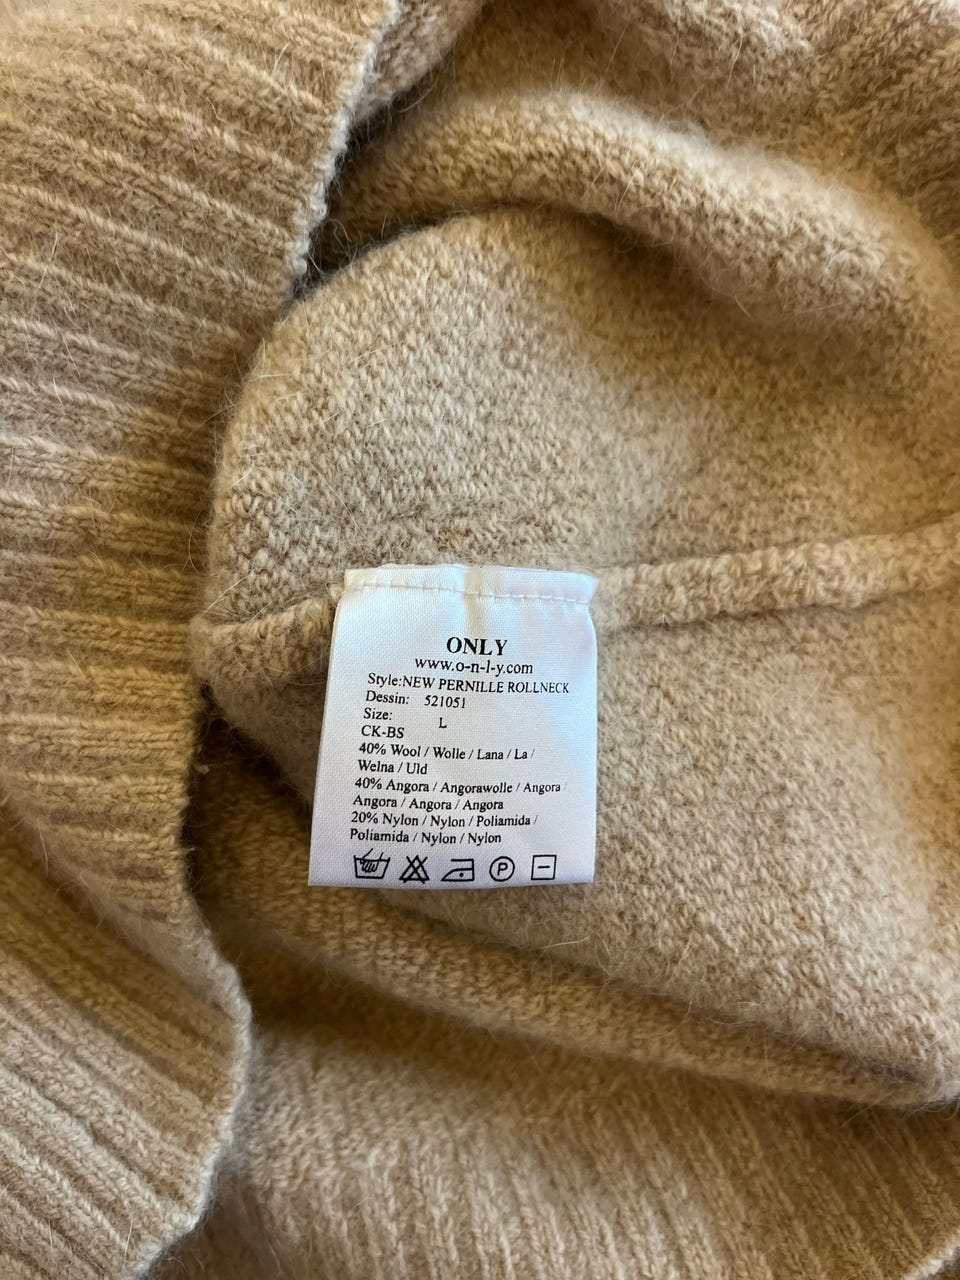 ONLY
www.o-n-l-y.com
Style:NEW PERNILLE ROLLNECK
Dessin: 521051
Size: L
CK-BS
40% Wool / Wolle / Lana / La /
Welna / Uld
40% Angora / Angorawolle / Angora /
Angora / Angora / Angora
20% Nylon / Nylon / Poliamida /
Poliamida / Nylon / Nylon
P